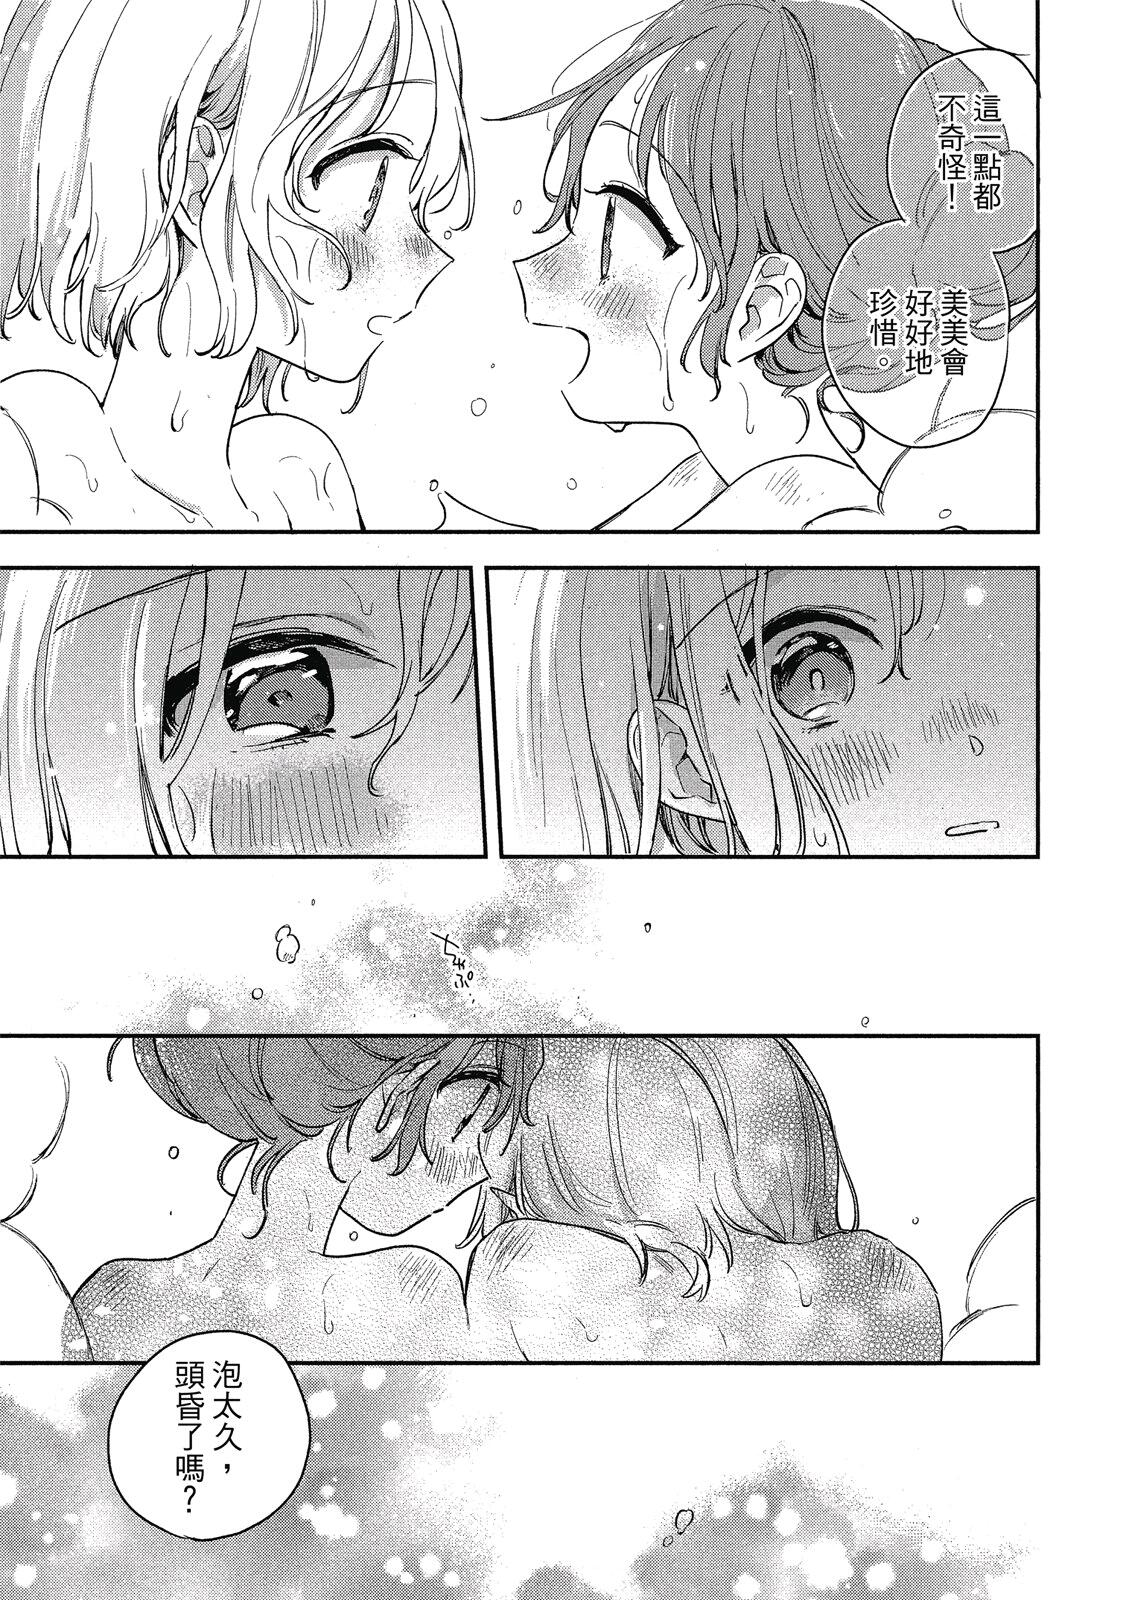 這一點都
不奇怪！
美美會
好好地
珍惜。
ちゃぷ…
泡太久，
頭昏了嗎？